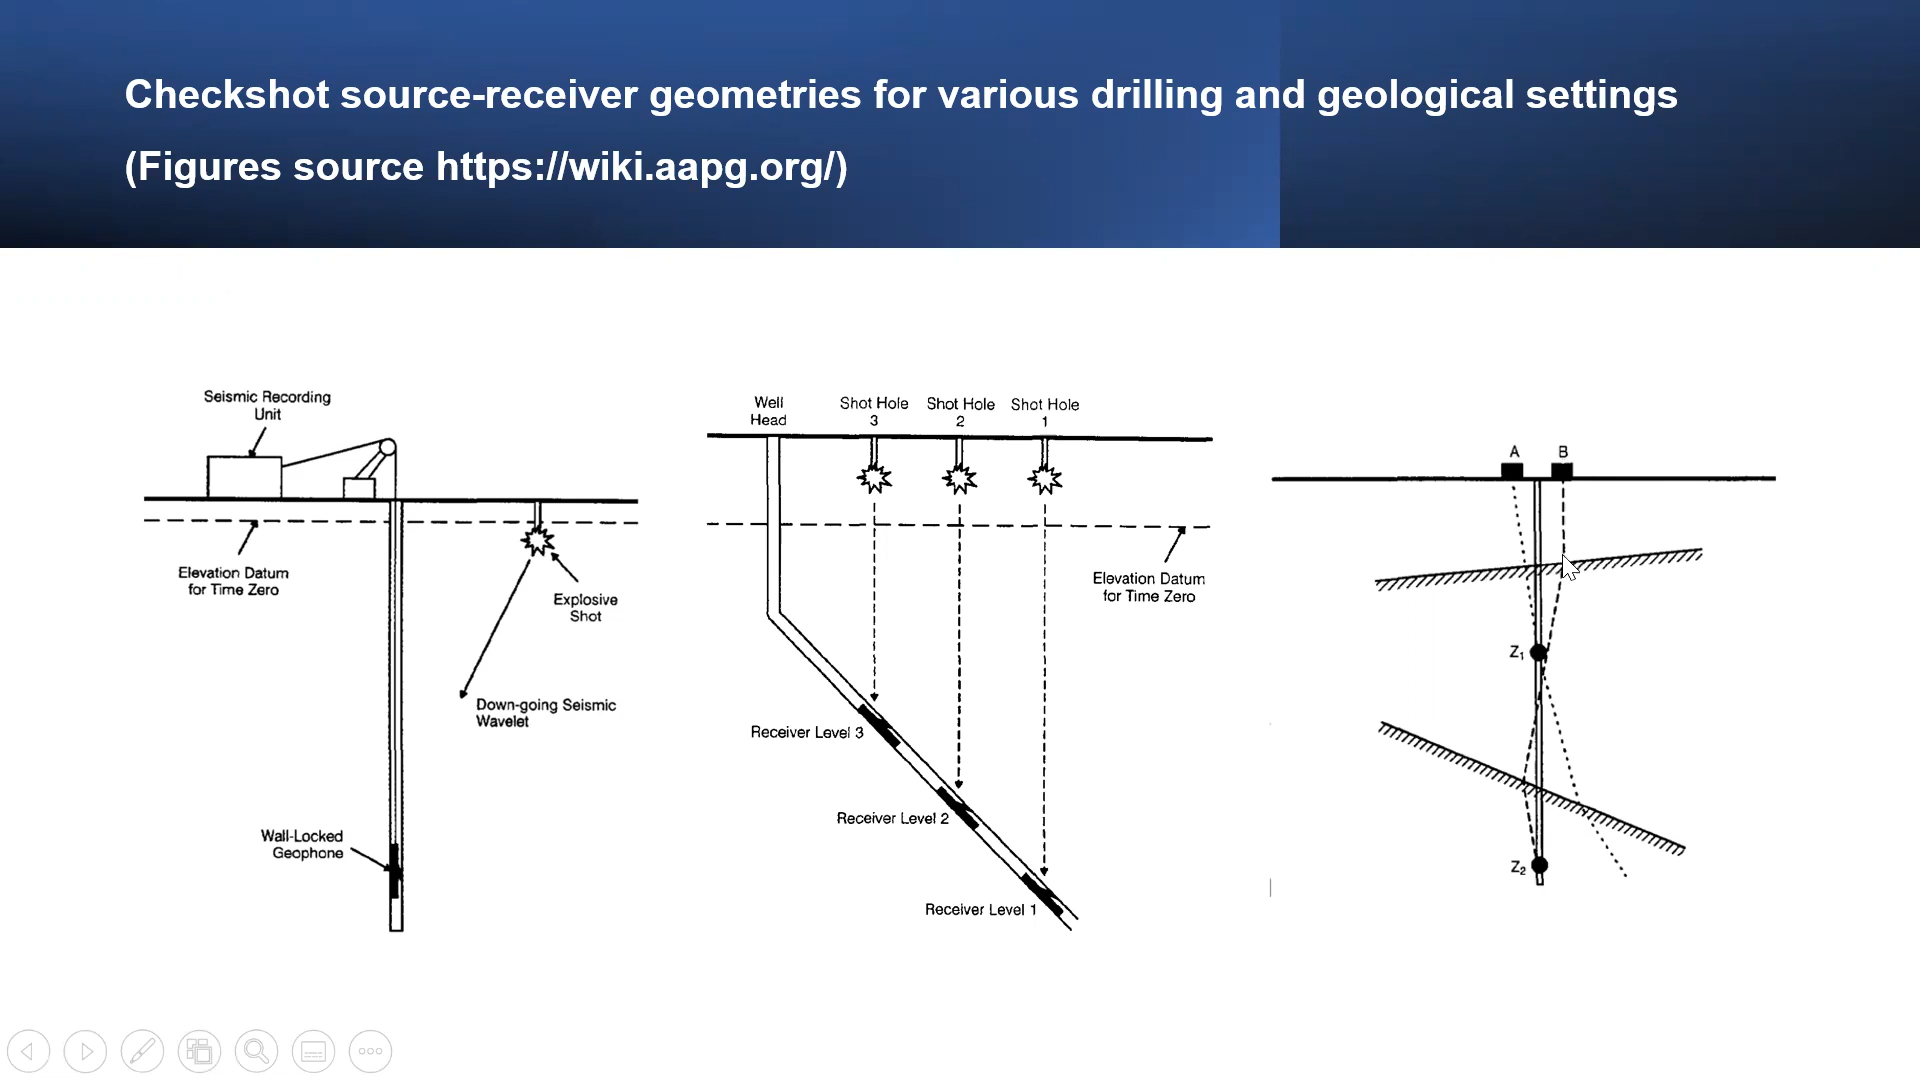 Checkshot source-receiver geometries for various drilling and geological settings
(Figures source https://wiki.aapg.org/)
Seismic Recording
Unit
Elevation Datum
for Time Zero
Explosive
Shot
Down-going Seismic
Wavelet
Wall-Locked
Geophone
Well
Head
Shot Hole
3
Shot Hole
2
Shot Hole
1
Elevation Datum
for Time Zero
Receiver Level 3
Receiver Level 2
Receiver Level 1
A
B
Z₁
Z₂